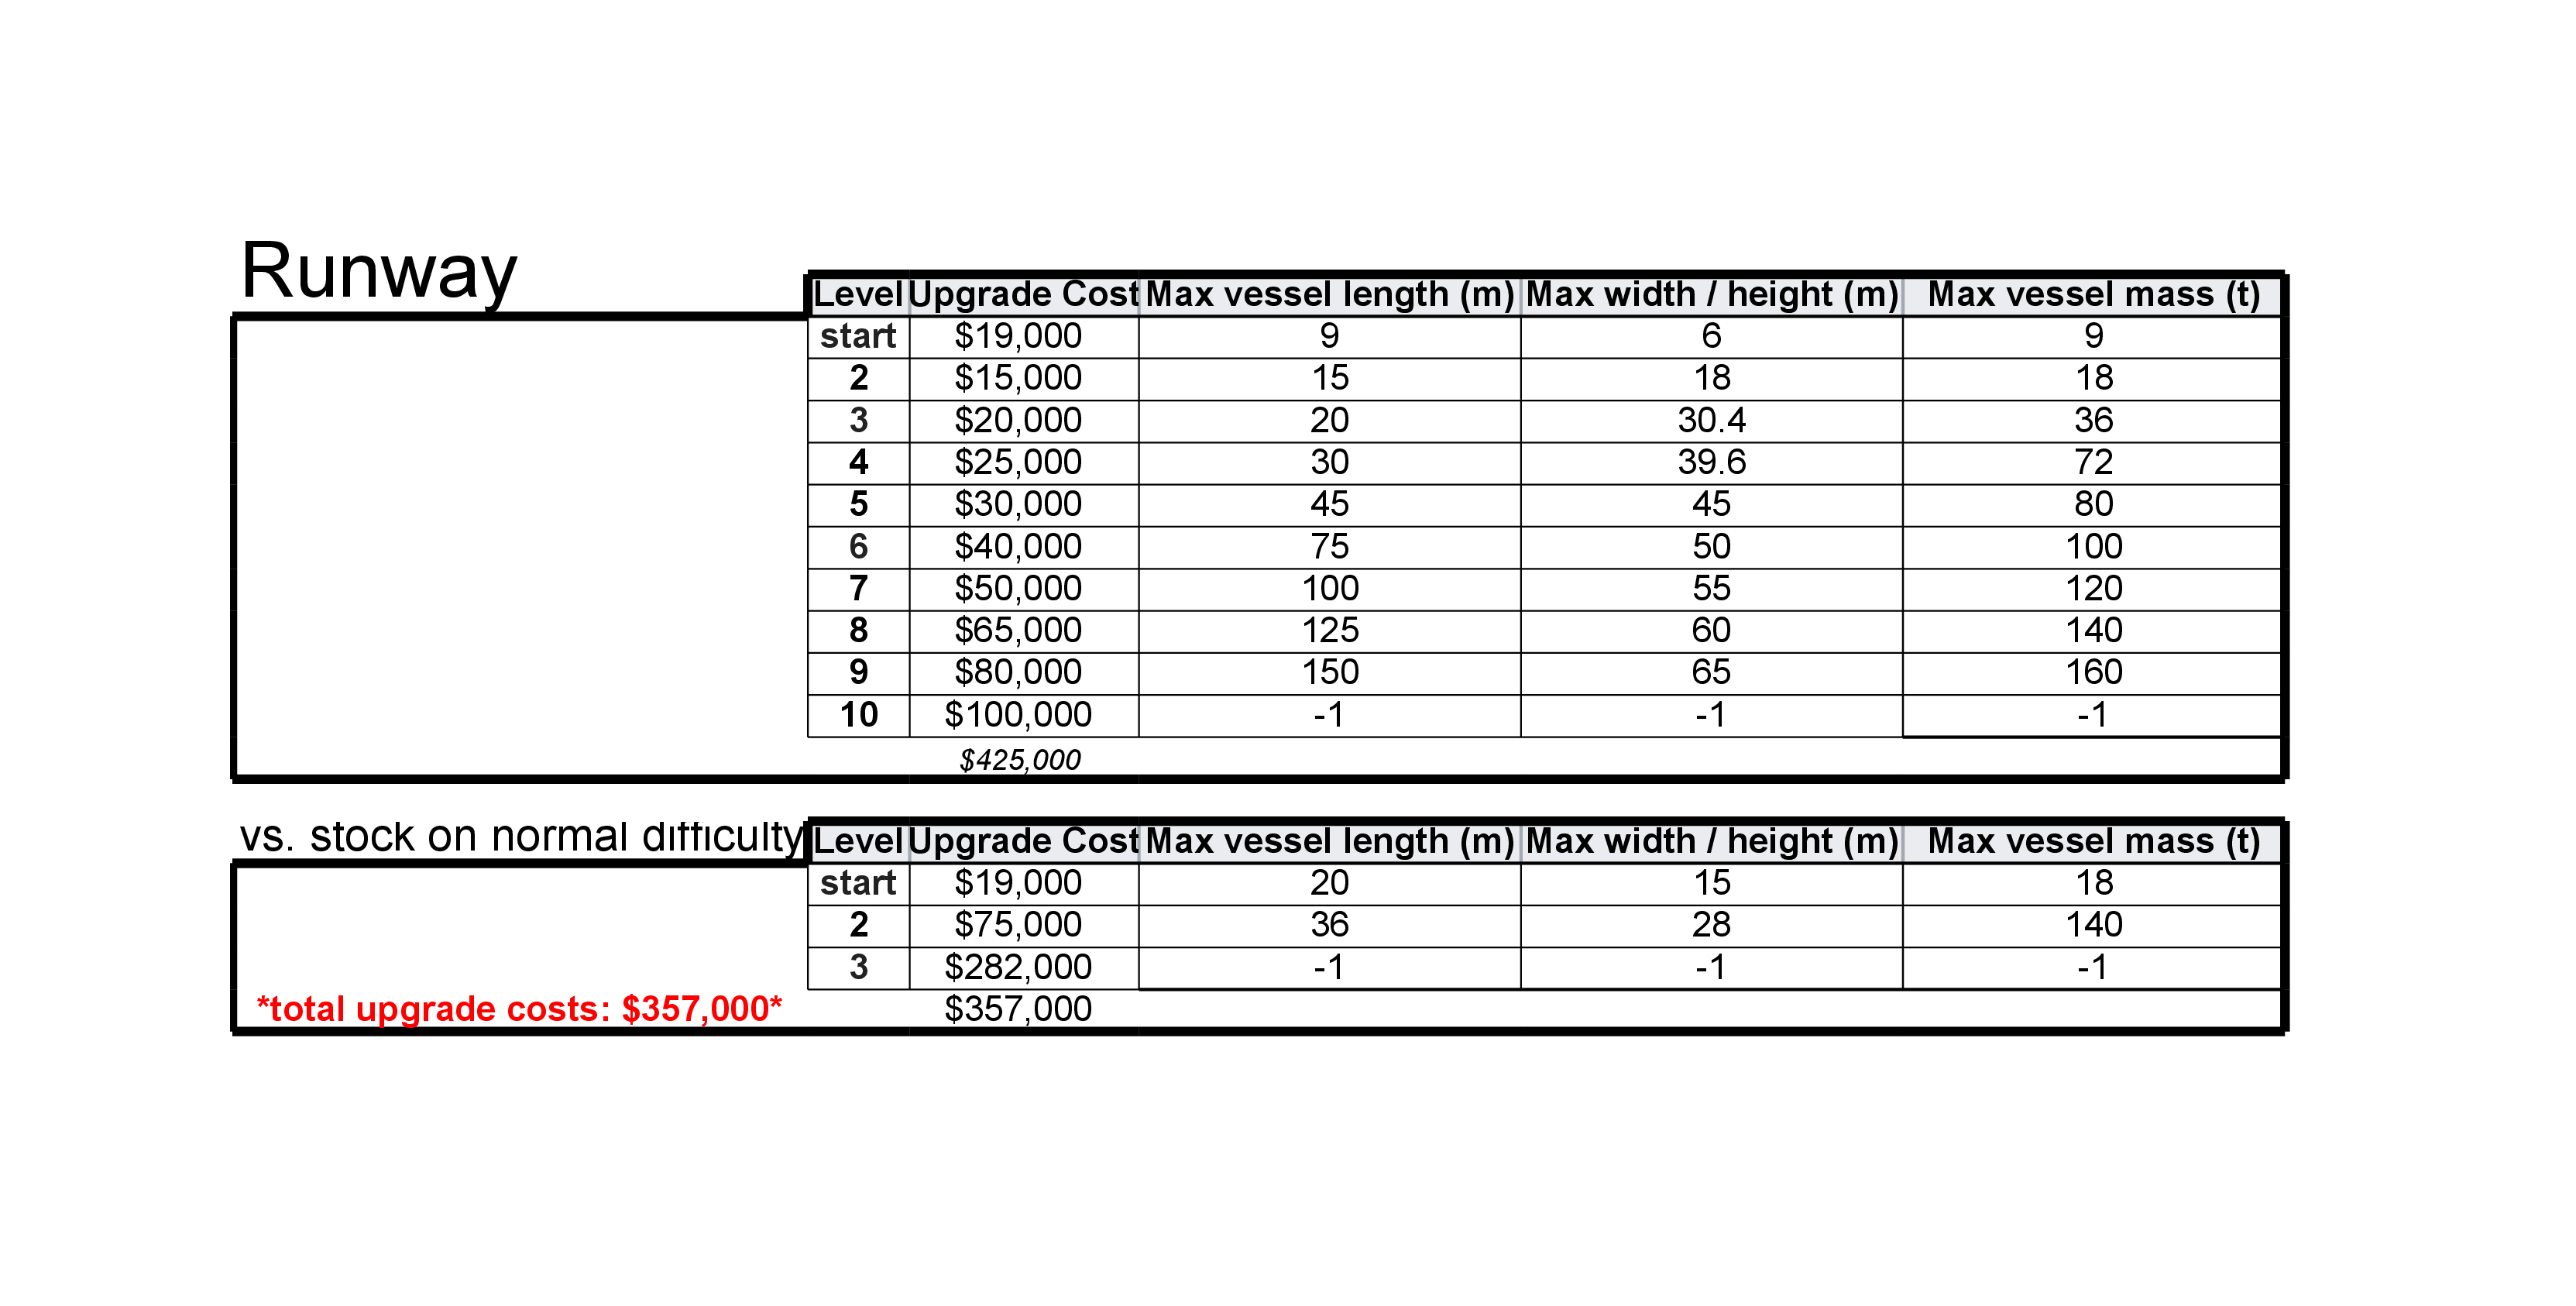 Runway
Level Upgrade Cost Max vessel length (m) Max width / height (m) Max vessel mass (t)
start $19,000 9 6 9
2 $15,000 15 18 18
3 $20,000 20 30.4 36
4 $25,000 30 39.6 72
5 $30,000 45 45 80
6 $40,000 75 50 100
7 $50,000 100 55 120
8 $65,000 125 60 140
9 $80,000 150 65 160
10 $100,000 -1 -1 -1
$425,000
vs. stock on normal difficulty Level Upgrade Cost Max vessel length (m) Max width / height (m) Max vessel mass (t)
start $19,000 20 15 18
2 $75,000 36 28 140
3 $282,000 -1 -1 -1
*total upgrade costs: $357,000* $357,000